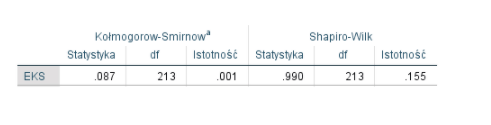 Kołmogorow-Smirnowa Shapiro-Wilk
Statystyka df Istotność Statystyka df Istotność
EKS .087 213 .001 .990 213 .155